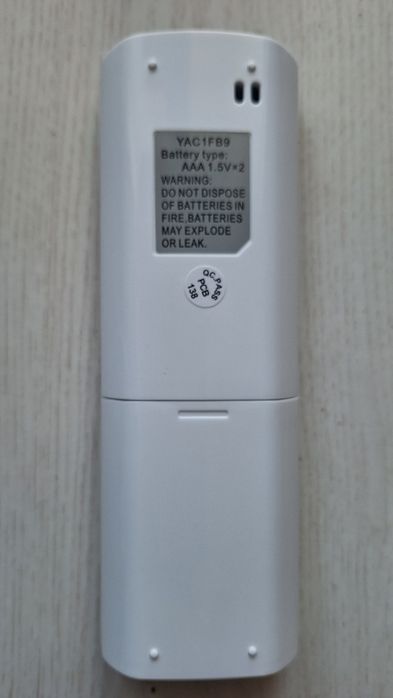 YAC1FB9
Battery type:
AAA 1.5V×2
WARNING:
DO NOT DISPOSE
OF BATTERIES IN
FIRE,BATTERIES
MAY EXPLODE
OR LEAK.
QC.PASS
PCB
138